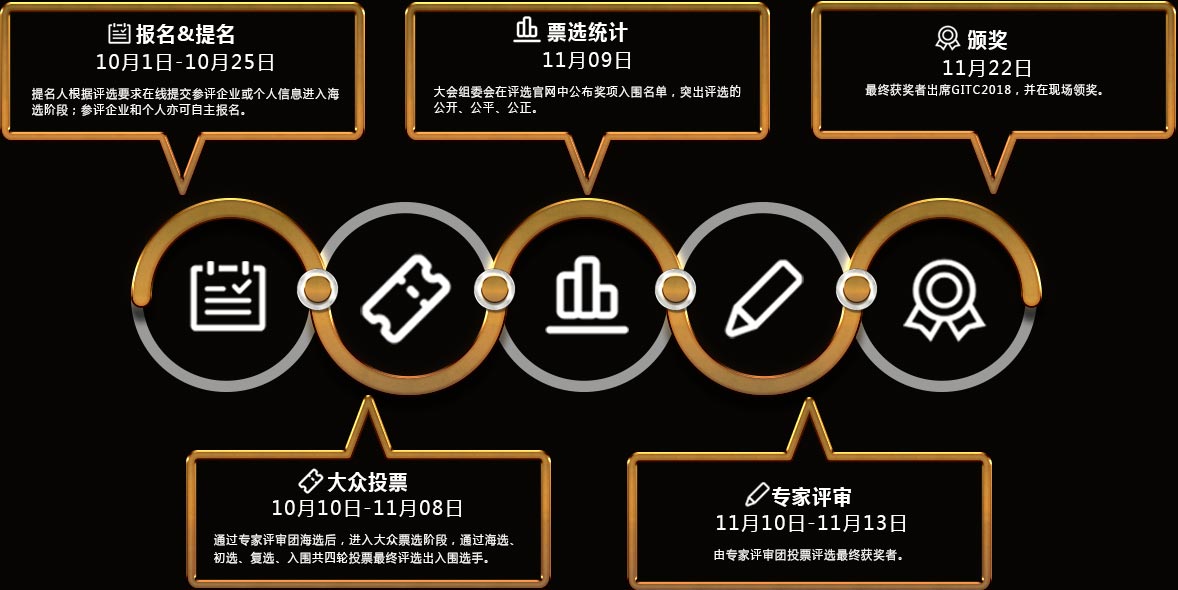 报名&提名
10月1日-10月25日
提名人根据评选要求在线提交参评企业或个人信息进入海
选阶段；参评企业和个人亦可自主报名。
票选统计
11月09日
大会组委会在评选官网中公布奖项入围名单，突出评选的
公开、公平、公正。
颁奖
11月22日
最终获奖者出席GITC2018，并在现场领奖。
大众投票
10月10日-11月08日
通过专家评审团海选后，进入大众票选阶段，通过海选、
初选、复选、入围共四轮投票最终评选出入围选手。
专家评审
11月10日-11月13日
由专家评审团投票评选最终获奖者。